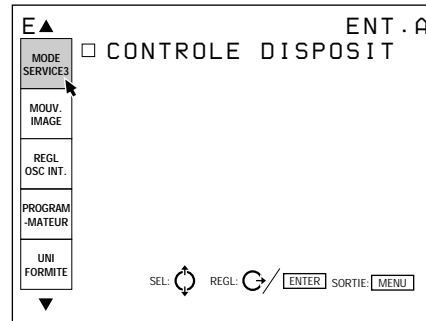 E▲ ENT.A
MODE
SERVICE3
□ CONTROLE DISPOSIT
MOUV.
IMAGE
REGL
OSC INT.
PROGRAM
-MATEUR
UNI
FORMITE
▼
SEL: REGL: / ENTER SORTIE: MENU